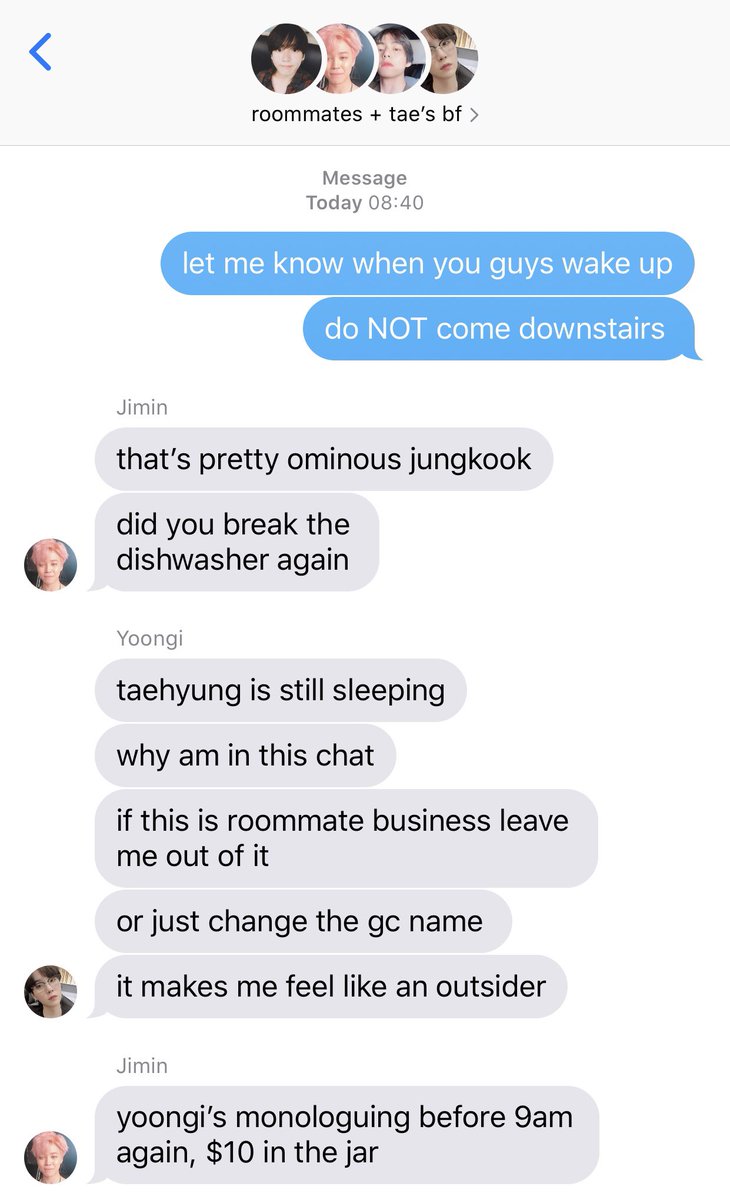 roommates + tae's bf
Message
Today 08:40
let me know when you guys wake up
do NOT come downstairs
Jimin
that's pretty ominous jungkook
did you break the
dishwasher again
Yoongi
taehyung is still sleeping
why am in this chat
if this is roommate business leave
me out of it
or just change the gc name
it makes me feel like an outsider
Jimin
yoongi's monologuing before 9am
again, $10 in the jar